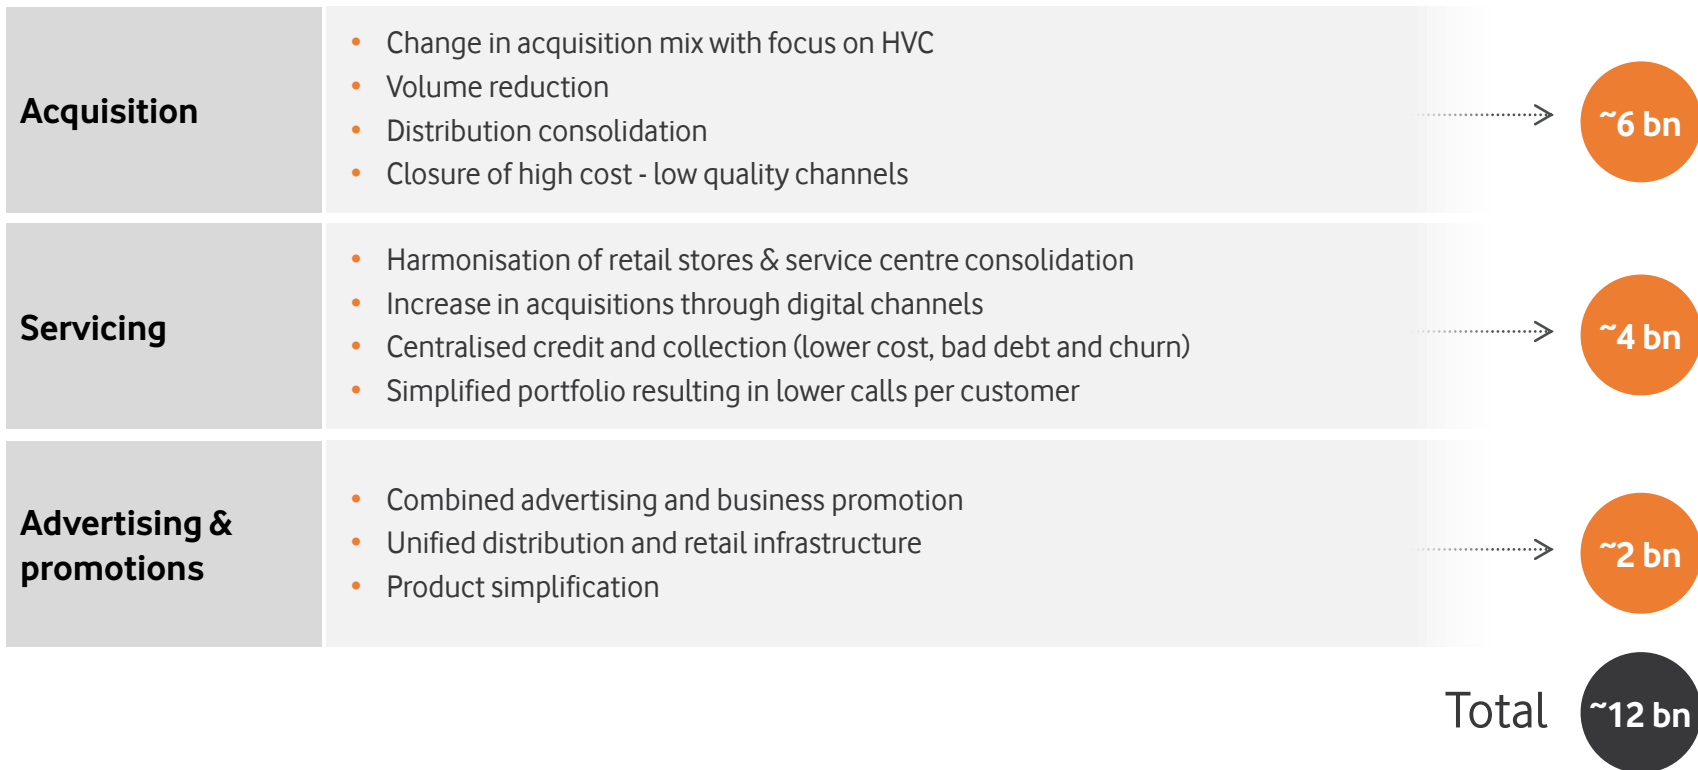 Acquisition
• Change in acquisition mix with focus on HVC
• Volume reduction
• Distribution consolidation
• Closure of high cost - low quality channels
~6 bn
Servicing
• Harmonisation of retail stores & service centre consolidation
• Increase in acquisitions through digital channels
• Centralised credit and collection (lower cost, bad debt and churn)
• Simplified portfolio resulting in lower calls per customer
~4 bn
Advertising &
promotions
• Combined advertising and business promotion
• Unified distribution and retail infrastructure
• Product simplification
~2 bn
Total
~12 bn